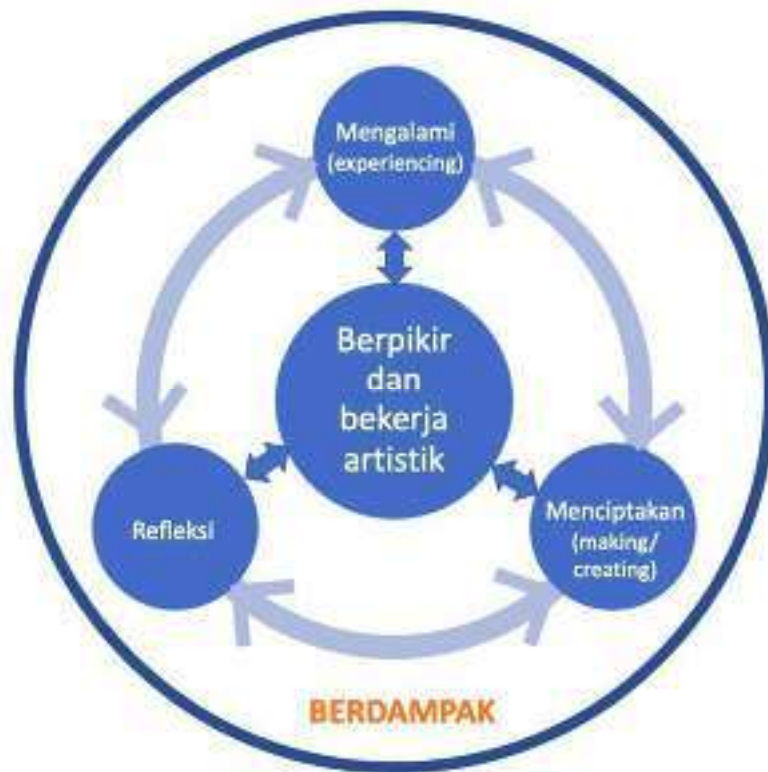 Mengalami
(experiencing)
Berpikir
dan
bekerja
artistik
Refleksi
Menciptakan
(making/
creating)
BERDAMPAK